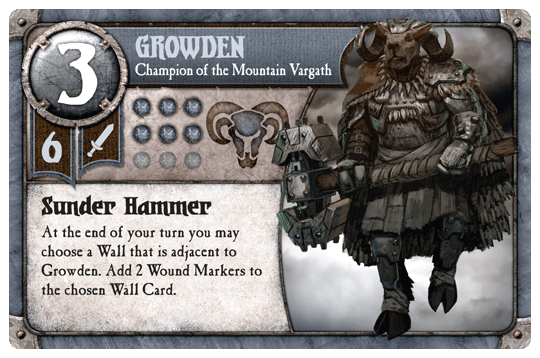 3
GROWDEN
Champion of the Mountain Vargath
6
Sunder Hammer
At the end of your turn you may
choose a Wall that is adjacent to
Growden. Add 2 Wound Markers to
the chosen Wall Card.